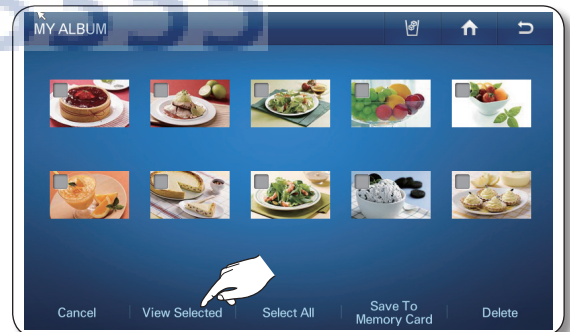 MY ALBUM
Cancel
View Selected
Select All
Save To
Memory Card
Delete